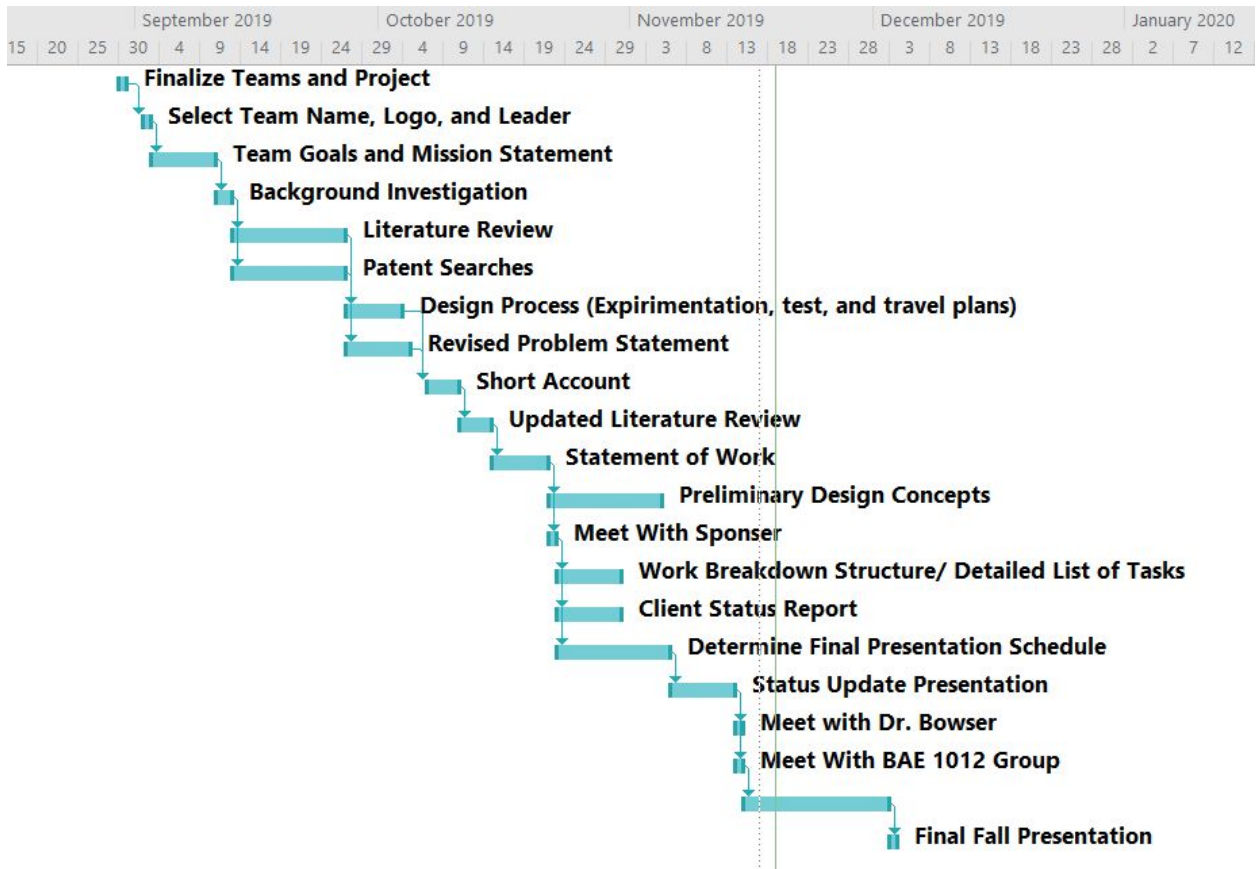 September 2019 October 2019 November 2019 December 2019 January 2020
15 20 25 30 4 9 14 19 24 29 4 9 14 19 24 29 3 8 13 18 23 28 3 8 13 18 23 28 2 7 12
Finalize Teams and Project
Select Team Name, Logo, and Leader
Team Goals and Mission Statement
Background Investigation
Literature Review
Patent Searches
Design Process (Expirimentation, test, and travel plans)
Revised Problem Statement
Short Account
Updated Literature Review
Statement of Work
Preliminary Design Concepts
Meet With Sponser
Work Breakdown Structure/ Detailed List of Tasks
Client Status Report
Determine Final Presentation Schedule
Status Update Presentation
Meet with Dr. Bowser
Meet With BAE 1012 Group
Final Fall Presentation